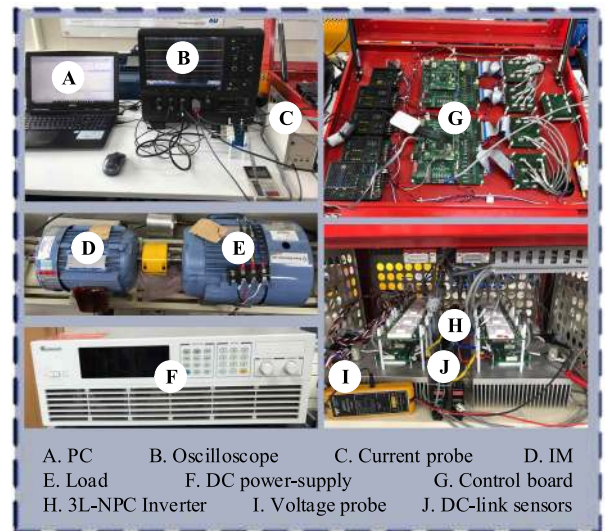 A
B
C
G
D
E
H
J
F
I
A. PC B. Oscilloscope C. Current probe D. IM
E. Load F. DC power-supply G. Control board
H. 3L-NPC Inverter I. Voltage probe J. DC-link sensors